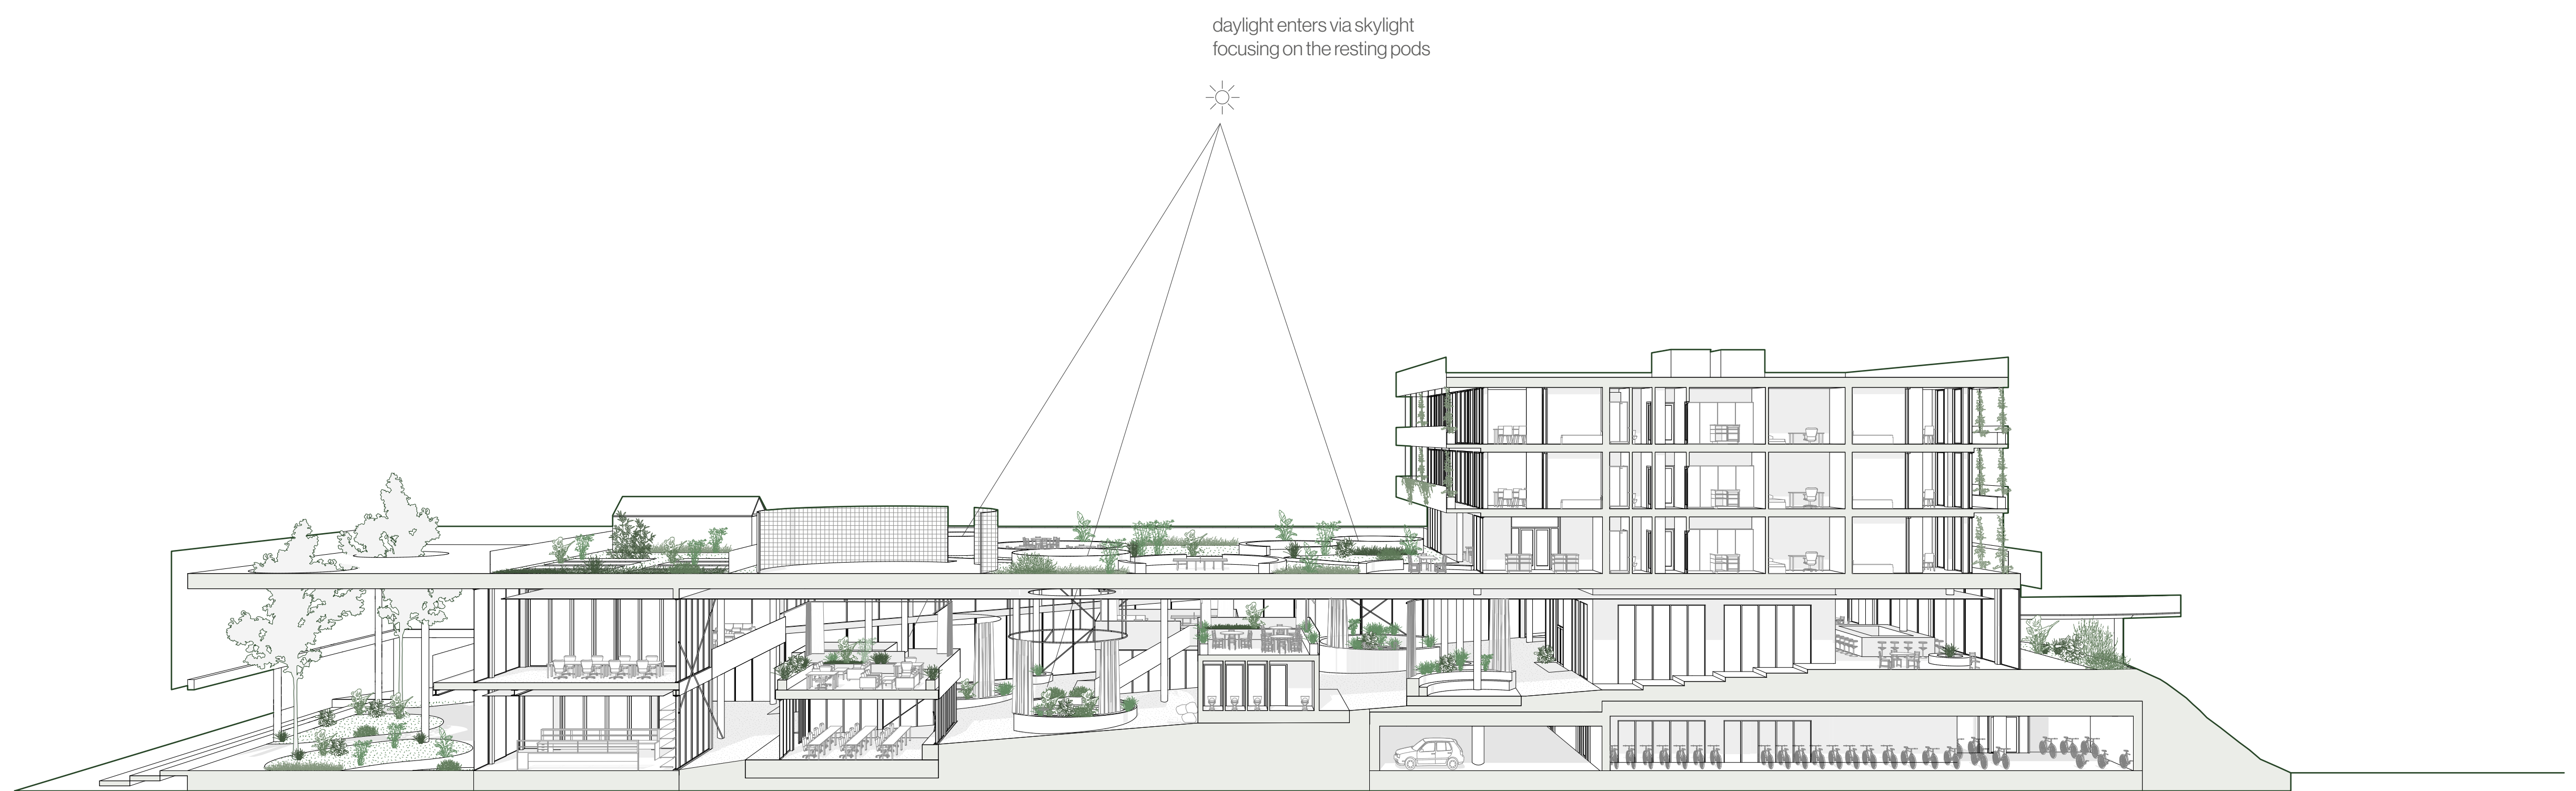 daylight enters via skylight
focusing on the resting pods